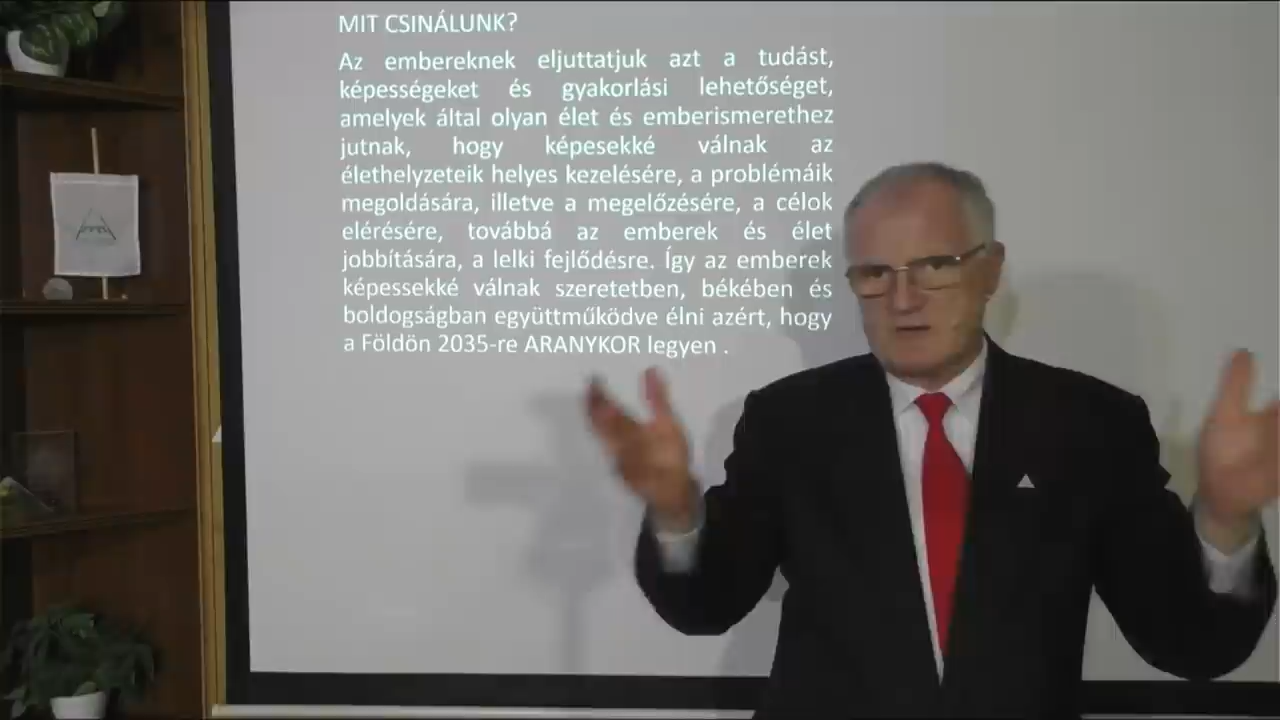 MIT CSINÁLUNK?
Az embereknek eljuttatjuk azt a tudást,
képességeket és gyakorlási lehetőséget,
amelyek által olyan élet és emberismerethez
jutnak, hogy képesekké válnak az
élethelyzeteik helyes kezelésére, a problémáik
megoldására, illetve a megelőzésére, a célok
elérésére, továbbá az emberek és élet
jobbítására, a lelki fejlődésre. Így az emberek
képessekké válnak szeretetben, békében és
boldogságban együttműködve élni azért, hogy
a Földön 2035-re ARANYKOR legyen .